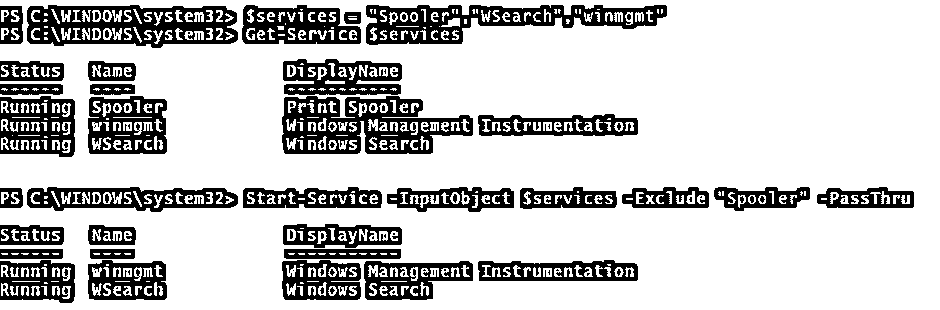 PS C:\WINDOWS\system32> $services = "Spooler","WSearch","winmgmt"
PS C:\WINDOWS\system32> Get-Service $services
Status   Name               DisplayName
------   ----               -----------
Running  Spooler            Print Spooler
Running  winmgmt            Windows Management Instrumentation
Running  WSearch            Windows Search
PS C:\WINDOWS\system32> Start-Service -InputObject $services -Exclude "Spooler" -PassThru
Status   Name               DisplayName
------   ----               -----------
Running  winmgmt            Windows Management Instrumentation
Running  WSearch            Windows Search